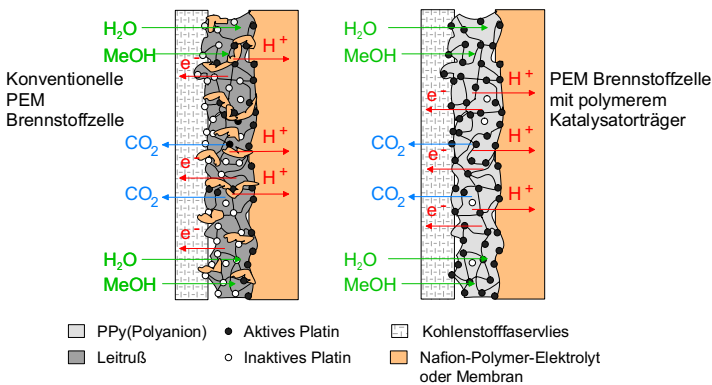 H₂O
MeOH
e⁻
H⁺
Konventionelle
PEM
Brennstoffzelle
CO₂
H⁺
e⁻
CO₂
H⁺
e⁻
H₂O
MeOH
H₂O
MeOH
H⁺
e⁻
PEM Brennstoffzelle
mit polymerem
Katalysatorträger
CO₂
H⁺
e⁻
CO₂
H⁺
e⁻
H₂O
MeOH
PPy(Polyanion)
Aktives Platin
Kohlenstofffaservlies
Leitruß
Inaktives Platin
Nafion-Polymer-Elektrolyt
oder Membran